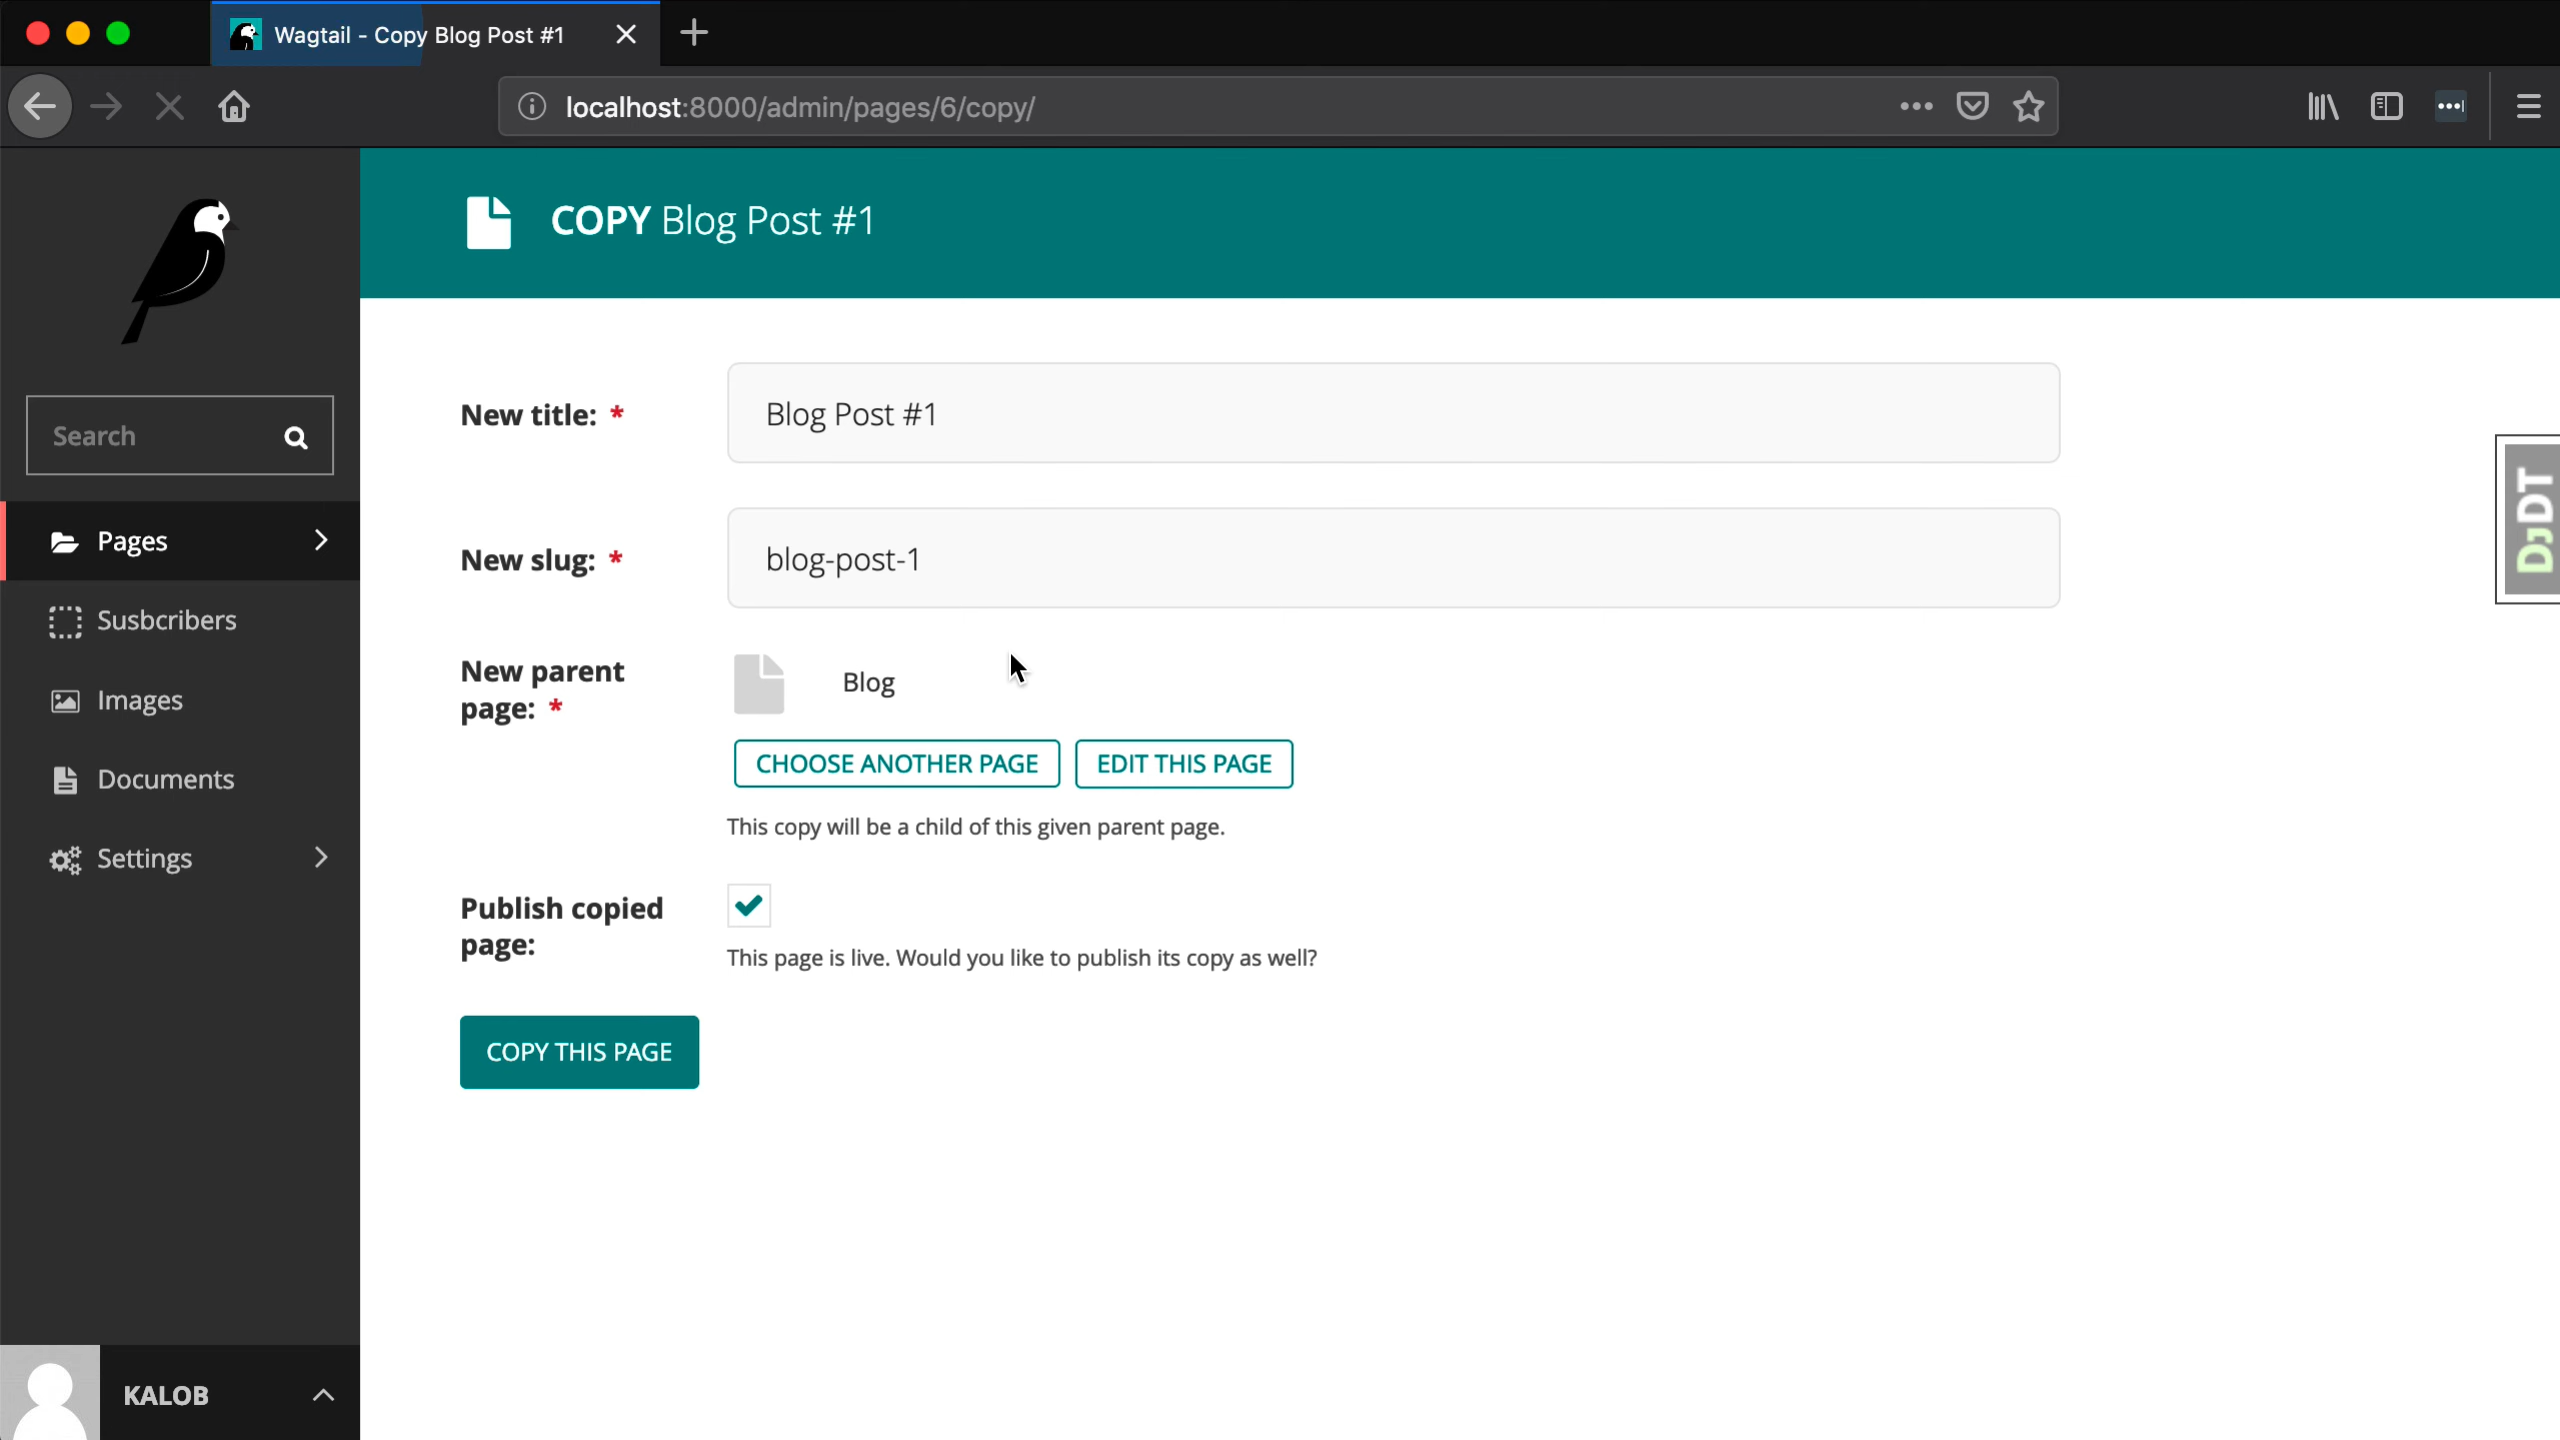 Wagtail - Copy Blog Post #1
localhost:8000/admin/pages/6/copy/
COPY Blog Post #1
Search
Pages
Susbcribers
Images
Documents
Settings
KALOB
New title: *
Blog Post #1
New slug: *
blog-post-1
New parent
page: *
Blog
CHOOSE ANOTHER PAGE
EDIT THIS PAGE
This copy will be a child of this given parent page.
Publish copied
page:
This page is live. Would you like to publish its copy as well?
COPY THIS PAGE
DJDT